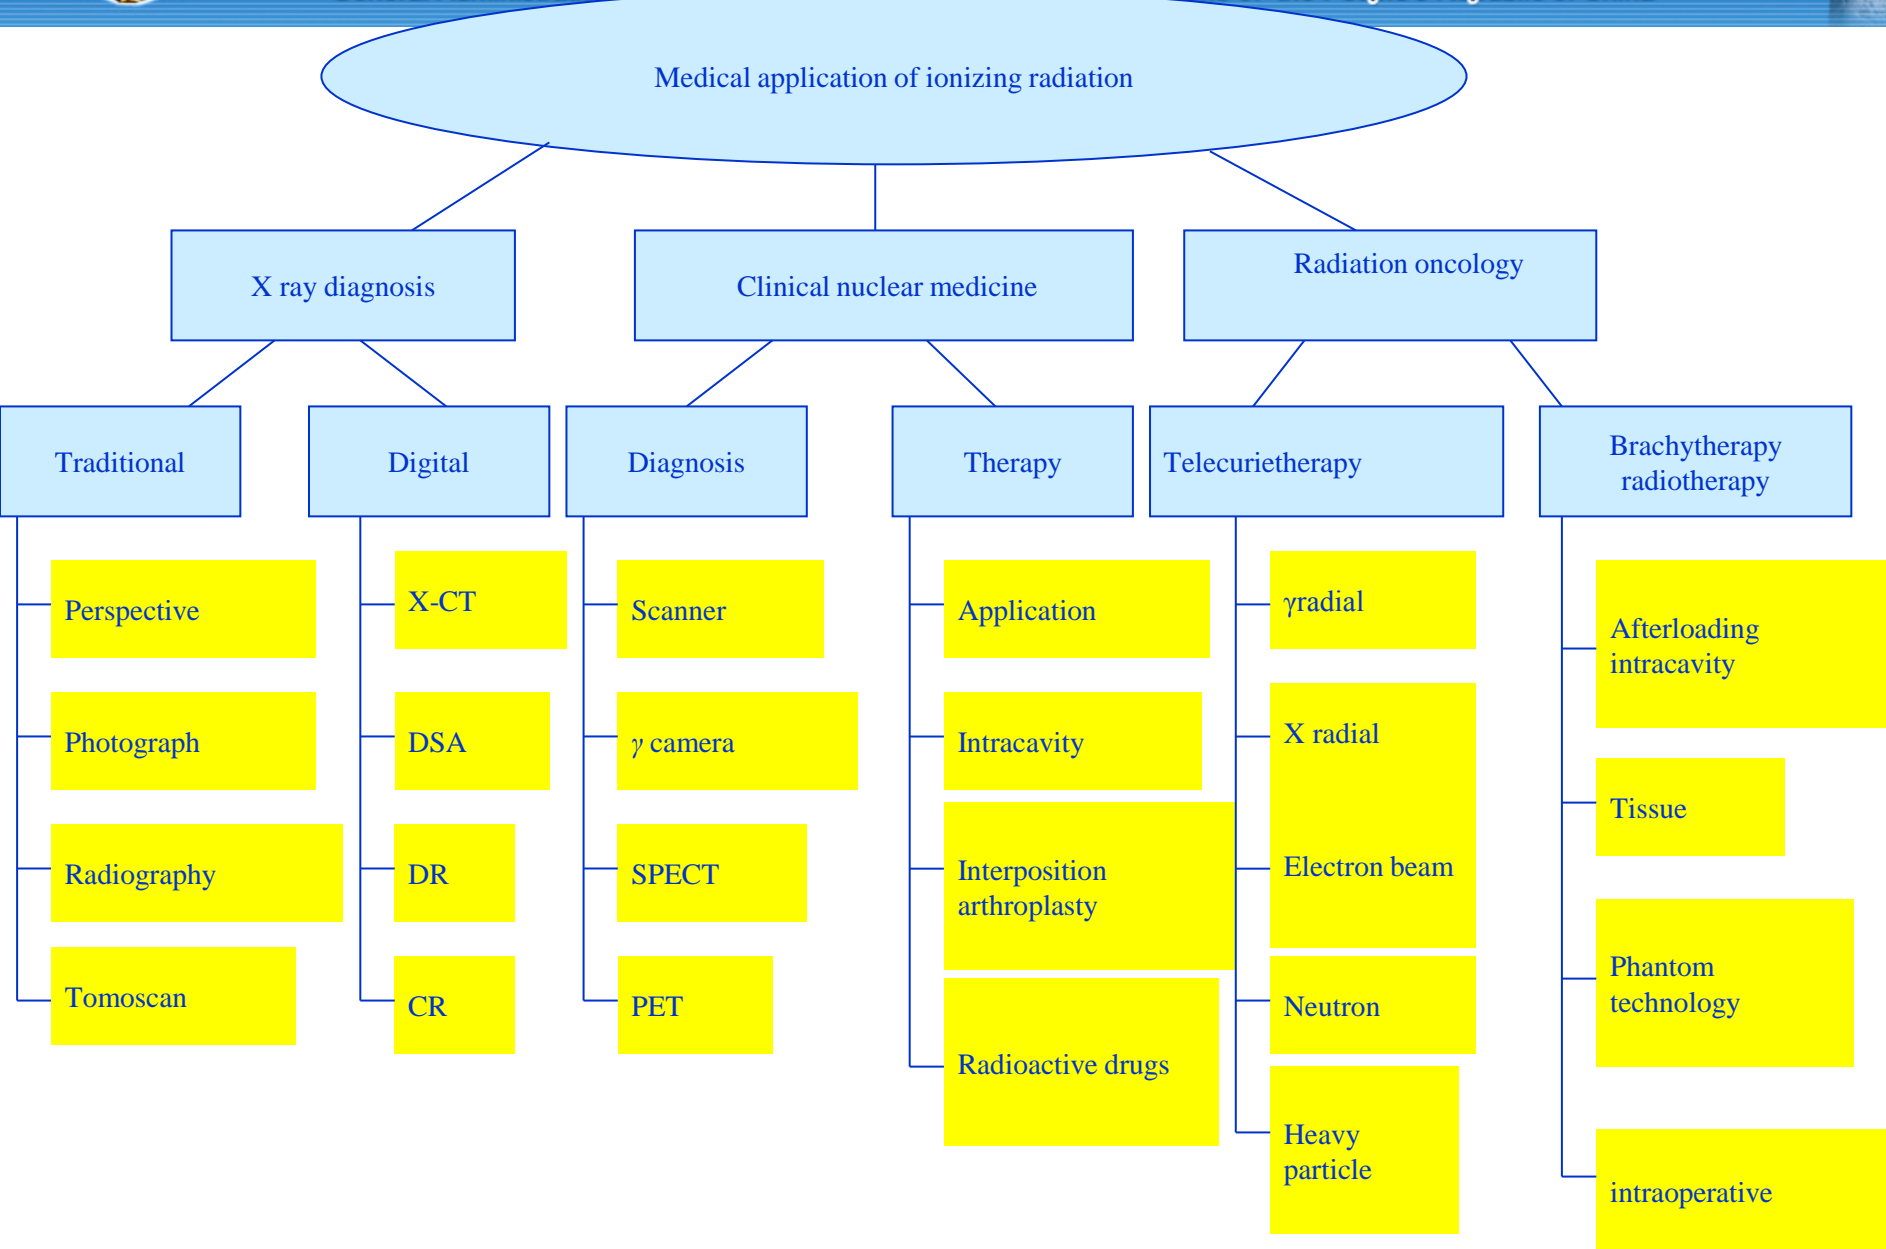 Medical application of ionizing radiation
X ray diagnosis
Clinical nuclear medicine
Radiation oncology
Traditional
Digital
Diagnosis
Therapy
Telecurietherapy
Brachytherapy
radiotherapy
Perspective
Photograph
Radiography
Tomoscan
X-CT
DSA
DR
CR
Scanner
γ camera
SPECT
PET
Application
Intracavity
Interposition
arthroplasty
Radioactive drugs
γradial
X radial
Electron beam
Neutron
Heavy
particle
Afterloading
intracavity
Tissue
Phantom
technology
intraoperative